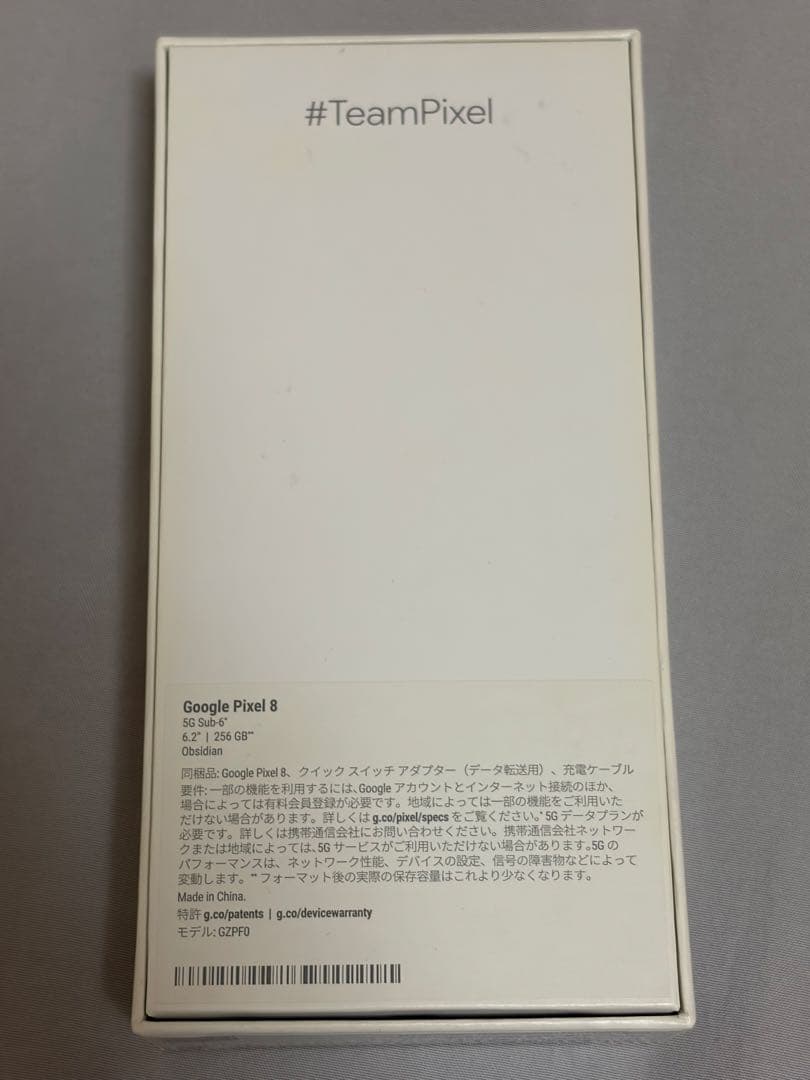 #TeamPixel
Google Pixel 8
5G Sub-6*
6.2" | 256 GB**
Obsidian
同梱品: Google Pixel 8、クイック スイッチ アダプター（データ転送用）、充電ケーブル
要件: 一部の機能を利用するには、Google アカウントとインターネット接続のほか、
場合によっては有料会員登録が必要です。地域によっては一部の機能をご利用いた
だけない場合があります。詳しくは g.co/pixel/specs をご覧ください。* 5G データプランが
必要です。詳しくは携帯通信会社にお問い合わせください。携帯通信会社ネットワー
クまたは地域によっては、5G サービスがご利用いただけない場合があります。5G の
パフォーマンスは、ネットワーク性能、デバイスの設定、信号の障害物などによって
変動します。** フォーマット後の実際の保存容量はこれより少なくなります。
Made in China.
特許 g.co/patents | g.co/devicewarranty
モデル: GZPF0